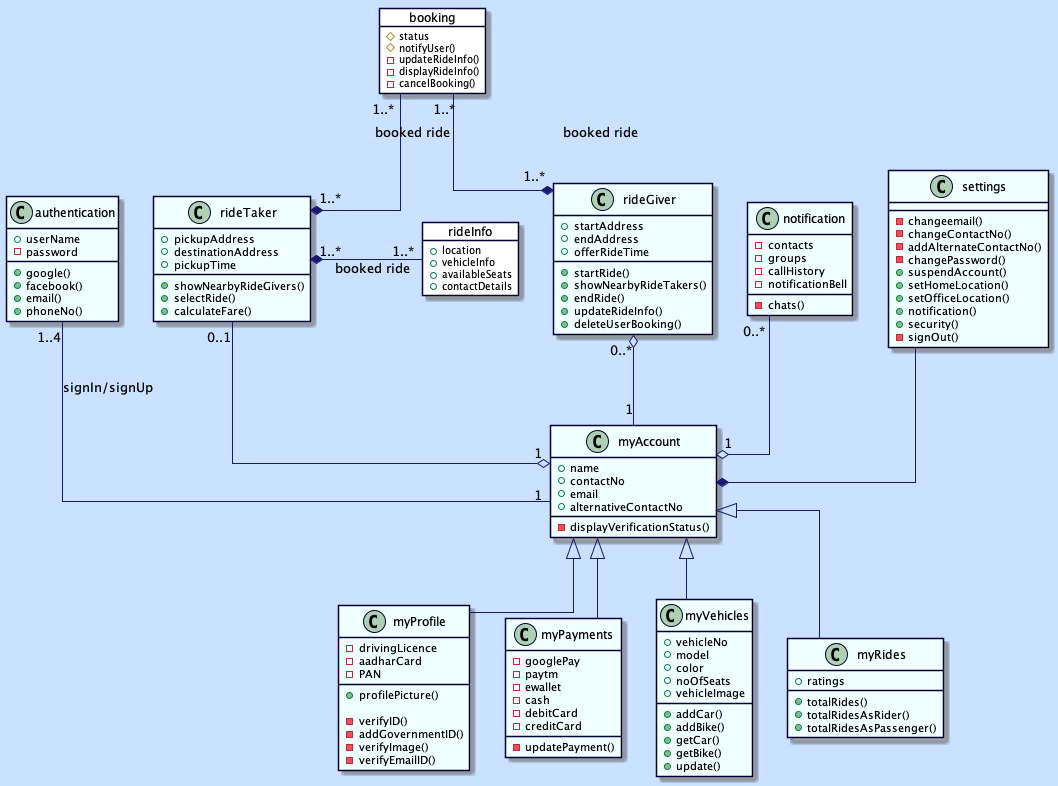 booking
status
notifyUser()
updateRideInfo()
displayRideInfo()
cancelBooking()
1..*
1..*
booked ride
booked ride
1..*
1..*
C authentication
userName
password
google()
facebook()
email()
phoneNo()
C rideTaker
pickupAddress
destinationAddress
pickupTime
showNearbyRideGivers()
selectRide()
calculateFare()
1..*
1..*
booked ride
rideInfo
location
vehicleInfo
availableSeats
contactDetails
C rideGiver
startAddress
endAddress
offerRideTime
startRide()
showNearbyRideTakers()
endRide()
updateRideInfo()
deleteUserBooking()
C notification
contacts
groups
callHistory
notificationBell
chats()
C settings
changeemail()
changeContactNo()
addAlternateContactNo()
changePassword()
suspendAccount()
setHomeLocation()
setOfficeLocation()
notification()
security()
signOut()
1..4
0..1
0..*
0..*
signIn/signUp
1
1
1
1
C myAccount
name
contactNo
email
alternativeContactNo
displayVerificationStatus()
C myProfile
drivingLicence
aadharCard
PAN
profilePicture()
verifyID()
addGovernmentID()
verifyImage()
verifyEmailID()
C myPayments
googlePay
paytm
ewallet
cash
debitCard
creditCard
updatePayment()
C myVehicles
vehicleNo
model
color
noOfSeats
vehicleImage
addCar()
addBike()
getCar()
getBike()
update()
C myRides
ratings
totalRides()
totalRidesAsRider()
totalRidesAsPassenger()